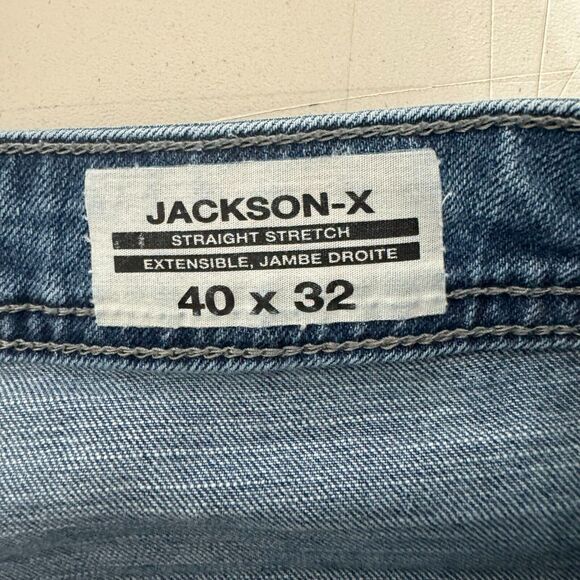 JACKSON-X
STRAIGHT STRETCH
EXTENSIBLE, JAMBE DROITE
40 x 32